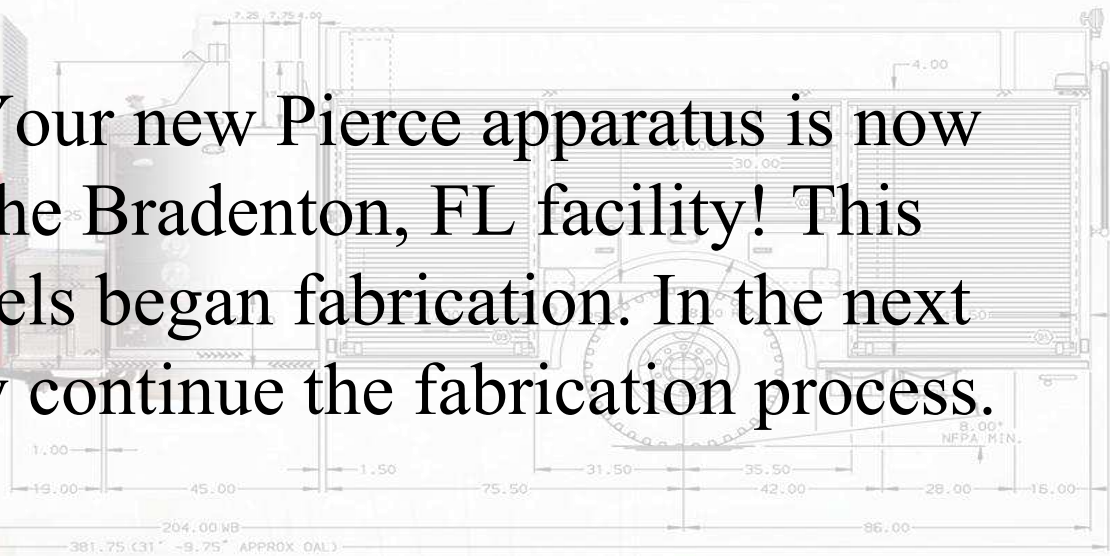 7.25 7.75 4.00
4.00
Your new Pierce apparatus is now
30.00
he Bradenton, FL facility! This
els began fabrication. In the next
y continue the fabrication process.
8.00°
NFPA MIN.
1.00
1.50
31.50
35.50
19.00
45.00
75.50
42.00
28.00
16.00
204.00 WB
86.00
381.75 (31' -9.75" APPROX OAL)